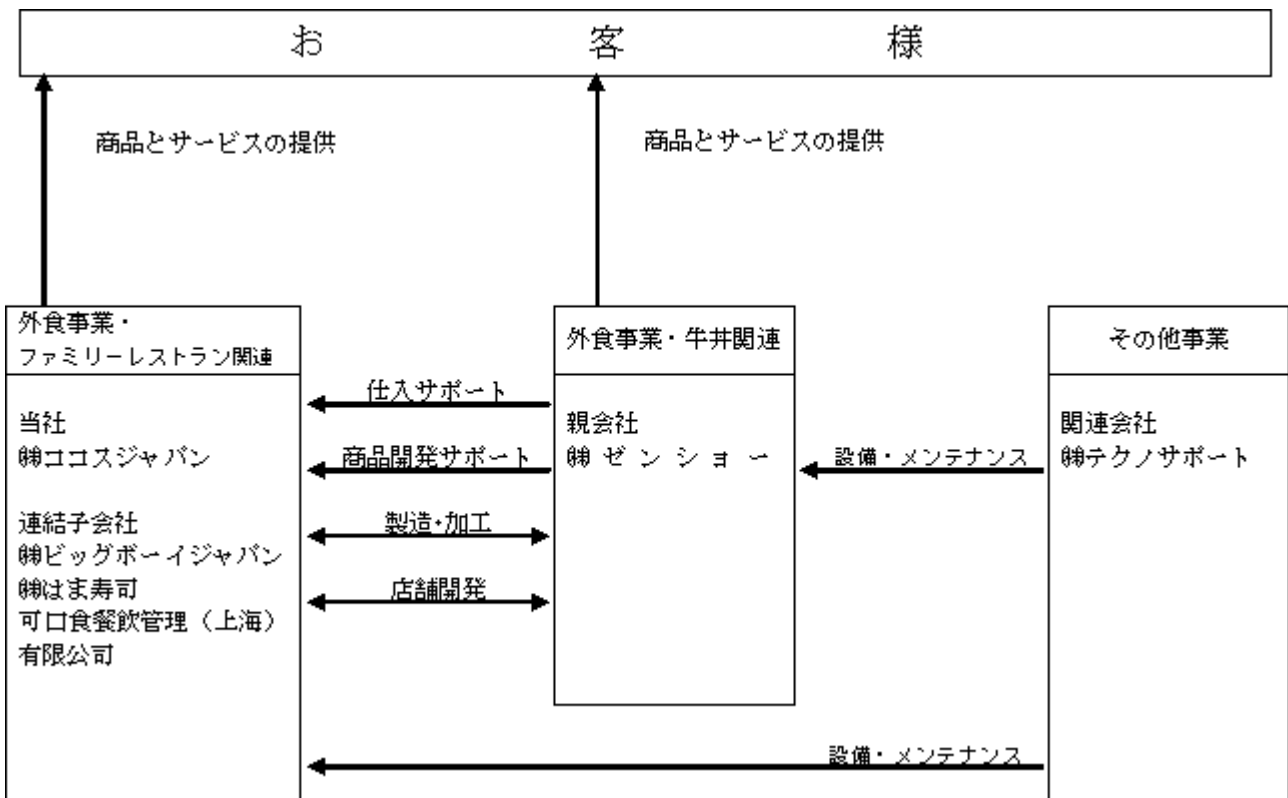 お客様
商品とサービスの提供
商品とサービスの提供
外食事業・
ファミリーレストラン関連
当社
㈱ココスジャパン
連結子会社
㈱ビッグボーイジャパン
㈱はま寿司
可口食餐飲管理（上海）
有限公司
仕入サポート
商品開発サポート
製造・加工
店舗開発
外食事業・牛丼関連
親会社
㈱ゼンショー
設備・メンテナンス
その他事業
関連会社
㈱テクノサポート
設備・メンテナンス